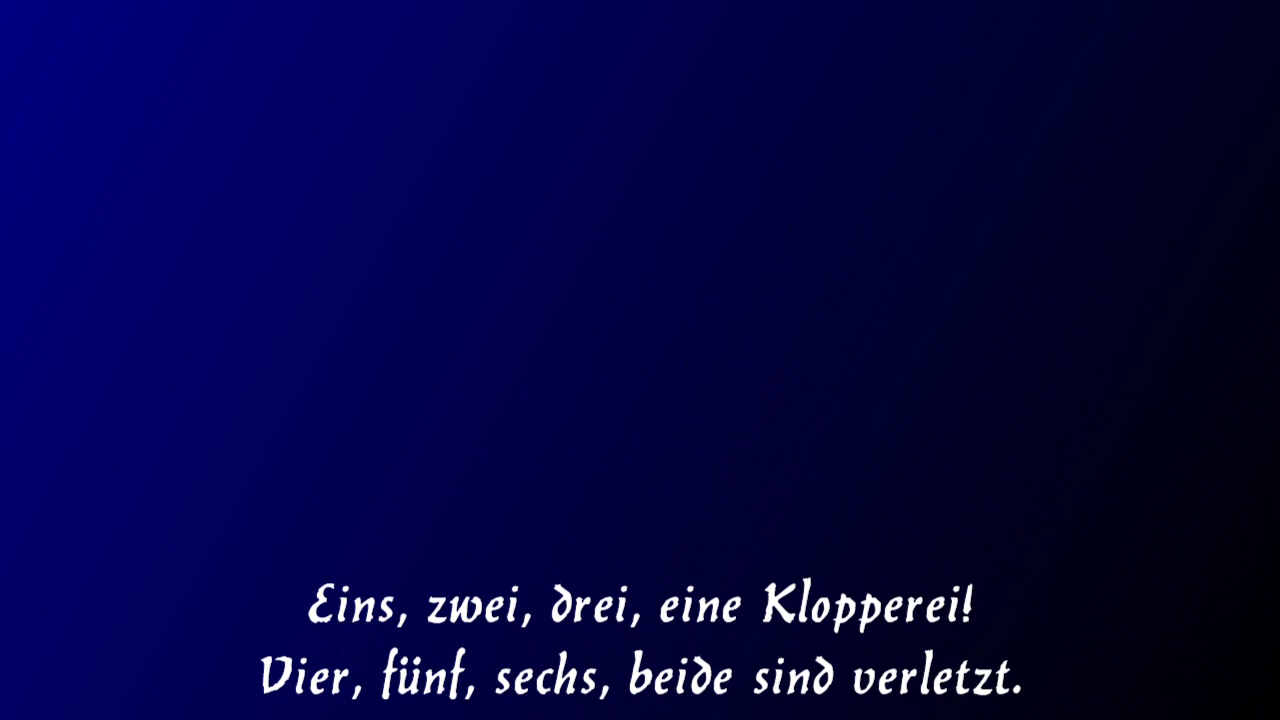 Eins, zwei, drei, eine Klopperei!
Vier, fünf, sechs, beide sind verletzt.